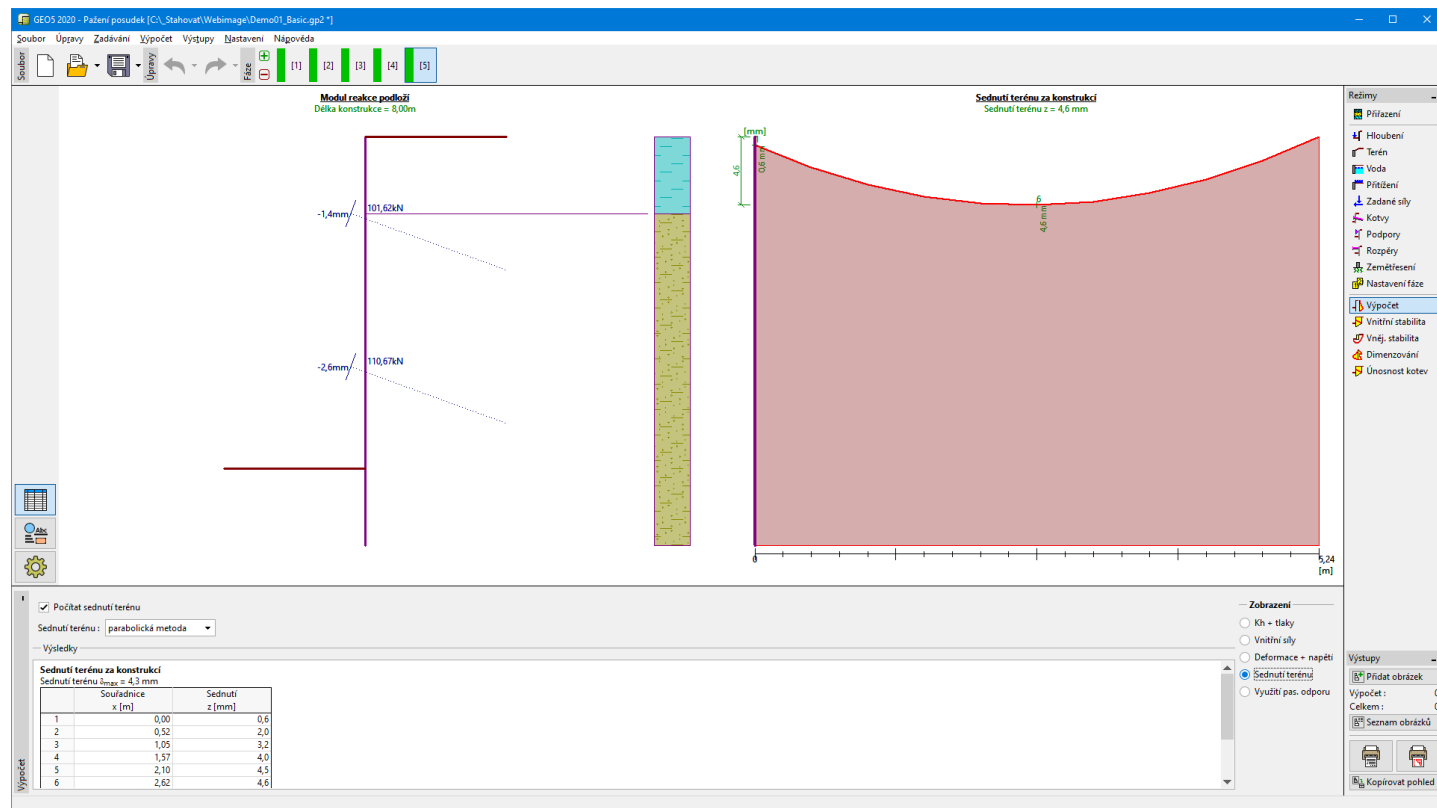 GEO5 2020 - Pažení posudek [C:\_Stahovat\Webimage\Demo01_Basic.gp2 *]
Soubor Úpravy Zadávání Výpočet Výstupy Nastavení Nápověda
Soubor
Úpravy
Fáze
[1] [2] [3] [4] [5]
Modul reakce podloží
Délka konstrukce = 8,00m
-1,4mm
101,62kN
-2,6mm
110,67kN
Sednutí terénu za konstrukcí
Sednutí terénu z = 4,6 mm
[mm]
4,6
0,6 mm
6
4,6 mm
0
5,24
[m]
Režimy
Přiřazení
Hloubení
Terén
Voda
Přitížení
Zadané síly
Kotvy
Podpory
Rozpěry
Zemětřesení
Nastavení fáze
Výpočet
Vnitřní stabilita
Vněj. stabilita
Dimenzování
Únosnost kotev
Abc
Výpočet
Počítat sednutí terénu
Sednutí terénu : parabolická metoda
Výsledky
Sednutí terénu za konstrukcí
Sednutí terénu δmax = 4,3 mm
Souřadnice Sednutí
x [m] z [mm]
1 0,00 0,6
2 0,52 2,0
3 1,05 3,2
4 1,57 4,0
5 2,10 4,5
6 2,62 4,6
Zobrazení
Kh + tlaky
Vnitřní síly
Deformace + napětí
Sednutí terénu
Využití pas. odporu
Výstupy
Přidat obrázek
Výpočet : 0
Celkem : 0
Seznam obrázků
Kopírovat pohled